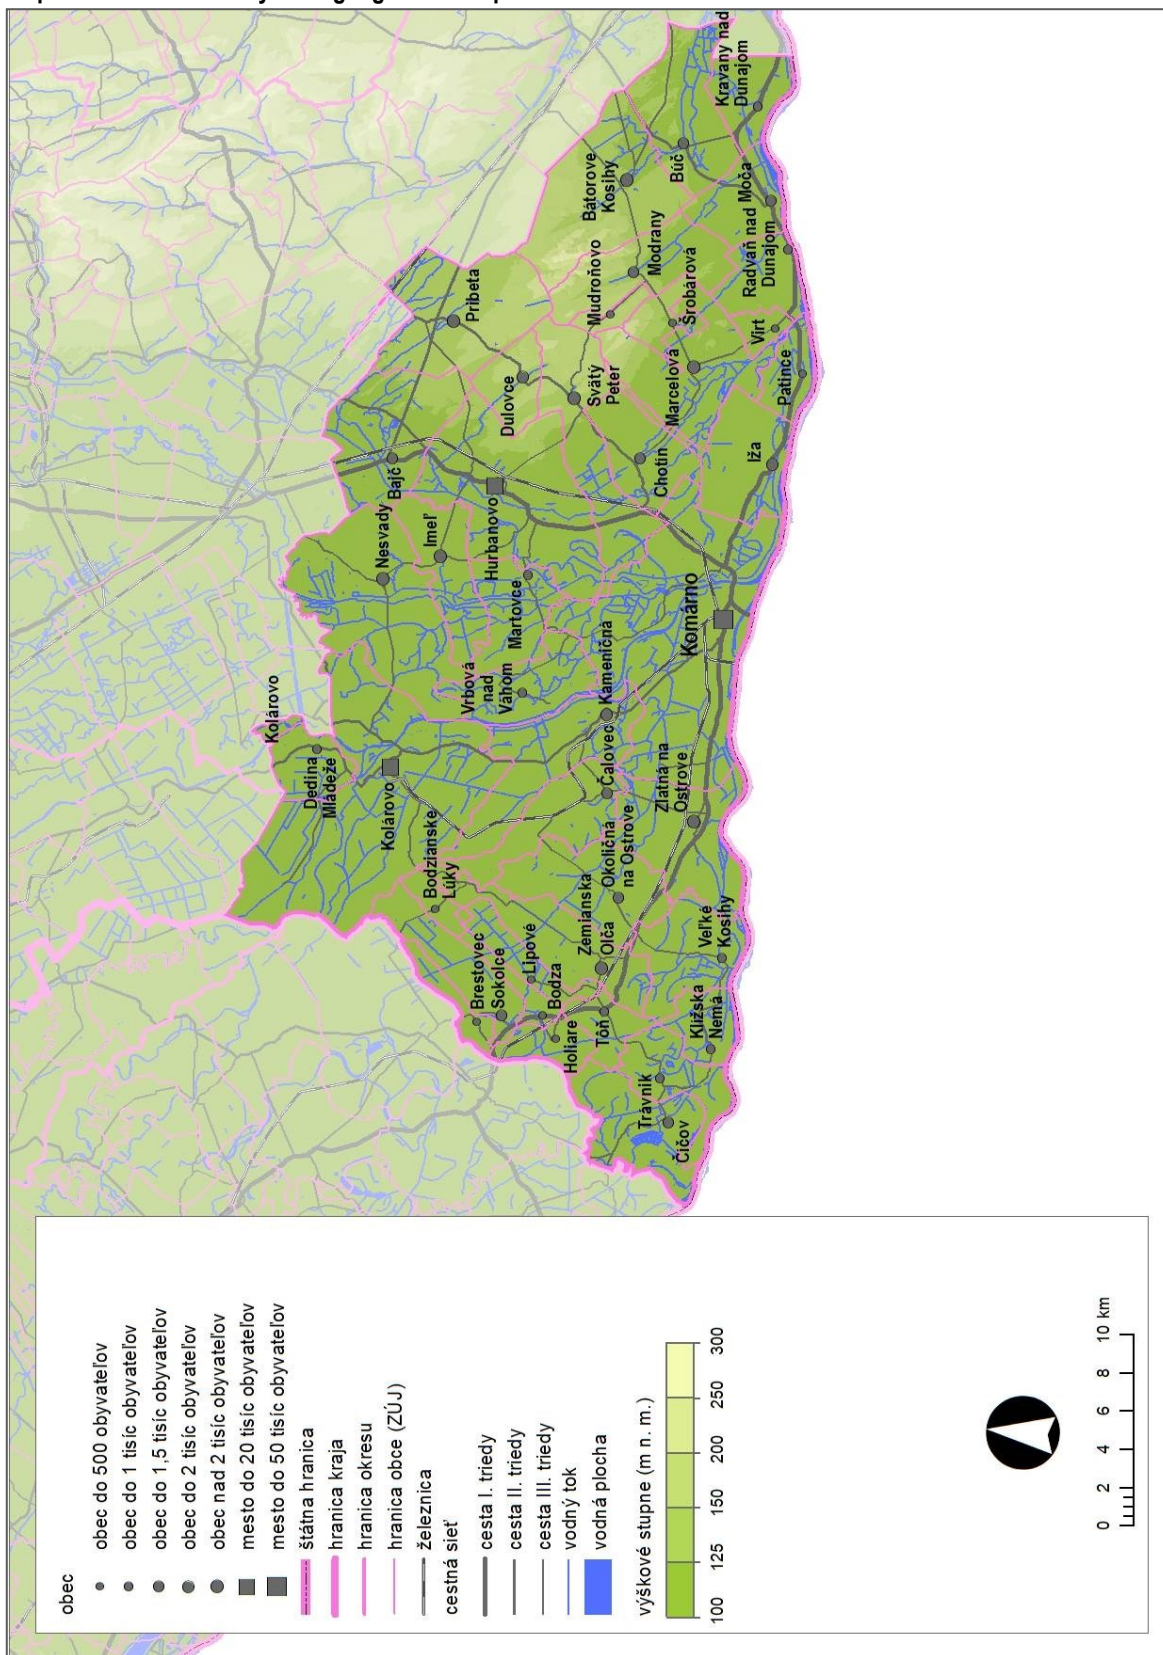 obec
obec do 500 obyvateľov
obec do 1 tisíc obyvateľov
obec do 1,5 tisíc obyvateľov
obec do 2 tisíc obyvateľov
obec nad 2 tisíc obyvateľov
mesto do 20 tisíc obyvateľov
mesto do 50 tisíc obyvateľov
štátna hranica
hranica kraja
hranica okresu
hranica obce (ZÚJ)
železnica
cestná sieť
cesta I. triedy
cesta II. triedy
cesta III. triedy
vodný tok
vodná plocha
výškové stupne (m n. m.)
100 125 150 200 250 300
0 2 4 6 8 10 km
Kolárovo
Dedina
Mládeže
Kolárovo
Bodzianske
Lúky
Brestovec
Sokolce
Lipové
Bodza
Holiare
Tôň
Zemianska
Olča
Okoličná
na Ostrove
Čalovec
Kameničná
Zlatná na
Ostrove
Veľké
Kosihy
Kližská
Nemá
Trávnik
Číčov
Vrbová
nad
Váhom
Martovce
Nesvady
Imeľ
Hurbanovo
Bajč
Komárno
Chotín
Iža
Dulovce
Svätý
Peter
Pribeta
Mudroňovo
Modrany
Šrobárová
Marcelová
Virt
Patince
Radvaň nad
Dunajom
Moča
Búč
Bátorove
Kosihy
Kravany nad
Dunajom